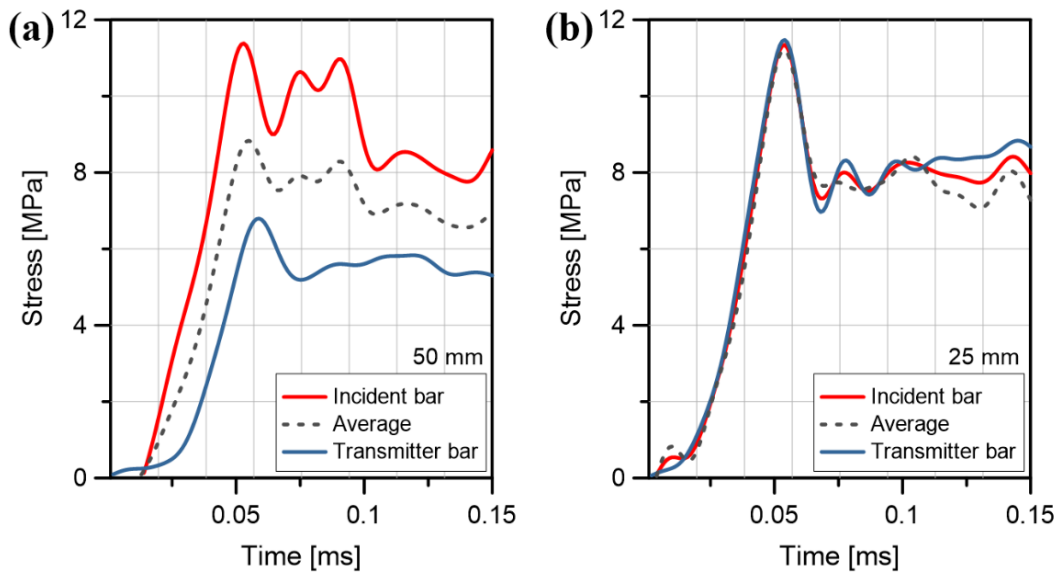 (a)
12
8
4
0
Stress [MPa]
0.05
0.1
0.15
Time [ms]
50 mm
Incident bar
Average
Transmitter bar
(b)
12
8
4
0
Stress [MPa]
0.05
0.1
0.15
Time [ms]
25 mm
Incident bar
Average
Transmitter bar